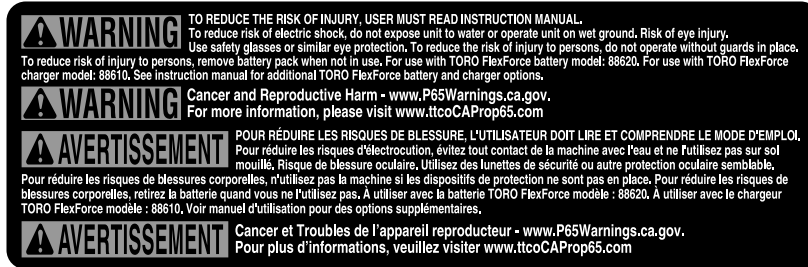 WARNING TO REDUCE THE RISK OF INJURY, USER MUST READ INSTRUCTION MANUAL.
To reduce risk of electric shock, do not expose unit to water or operate unit on wet ground. Risk of eye injury.
Use safety glasses or similar eye protection. To reduce the risk of injury to persons, do not operate without guards in place.
To reduce risk of injury to persons, remove battery pack when not in use. For use with TORO FlexForce battery model: 88620. For use with TORO FlexForce
charger model: 88610. See instruction manual for additional TORO FlexForce battery and charger options.
WARNING Cancer and Reproductive Harm - www.P65Warnings.ca.gov.
For more information, please visit www.ttcoCAProp65.com
AVERTISSEMENT POUR RÉDUIRE LES RISQUES DE BLESSURE, L'UTILISATEUR DOIT LIRE ET COMPRENDRE LE MODE D'EMPLOI.
Pour réduire les risques d'électrocution, évitez tout contact de la machine avec l'eau et ne l'utilisez pas sur sol
mouillé. Risque de blessure oculaire. Utilisez des lunettes de sécurité ou autre protection oculaire semblable.
Pour réduire les risques de blessures corporelles, n'utilisez pas la machine si les dispositifs de protection ne sont pas en place. Pour réduire les risques de
blessures corporelles, retirez la batterie quand vous ne l'utilisez pas. À utiliser avec la batterie TORO FlexForce modèle : 88620. À utiliser avec le chargeur
TORO FlexForce modèle : 88610. Voir manuel d'utilisation pour des options supplémentaires.
AVERTISSEMENT Cancer et Troubles de l'appareil reproducteur - www.P65Warnings.ca.gov.
Pour plus d'informations, veuillez visiter www.ttcoCAProp65.com